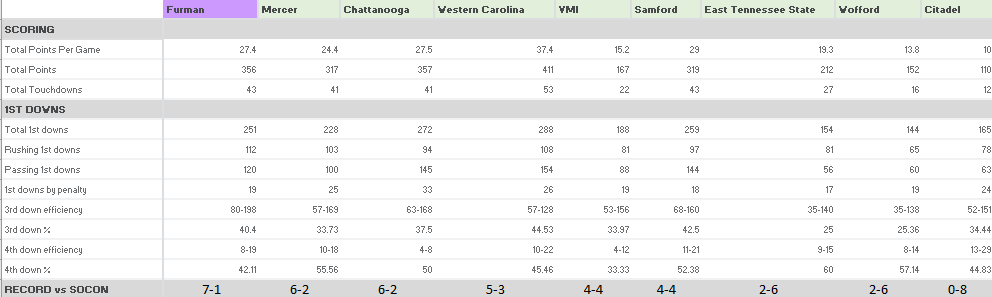 Furman Mercer Chattanooga Western Carolina VMI Samford East Tennessee State Wofford Citadel
SCORING
Total Points Per Game 27.4 24.4 27.5 37.4 15.2 29 19.3 13.8 10
Total Points 356 317 357 411 167 319 212 152 110
Total Touchdowns 43 41 41 53 22 43 27 16 12
1ST DOWNS
Total 1st downs 251 228 272 288 188 259 154 144 165
Rushing 1st downs 112 103 94 108 81 97 81 65 78
Passing 1st downs 120 100 145 154 88 144 56 60 63
1st downs by penalty 19 25 33 26 19 18 17 19 24
3rd down efficiency 80-198 57-169 63-168 57-128 53-156 68-160 35-140 35-138 52-151
3rd down % 40.4 33.73 37.5 44.53 33.97 42.5 25 25.36 34.44
4th down efficiency 8-19 10-18 4-8 10-22 4-12 11-21 9-15 8-14 13-29
4th down % 42.11 55.56 50 45.46 33.33 52.38 60 57.14 44.83
RECORD vs SOCON 7-1 6-2 6-2 5-3 4-4 4-4 2-6 2-6 0-8